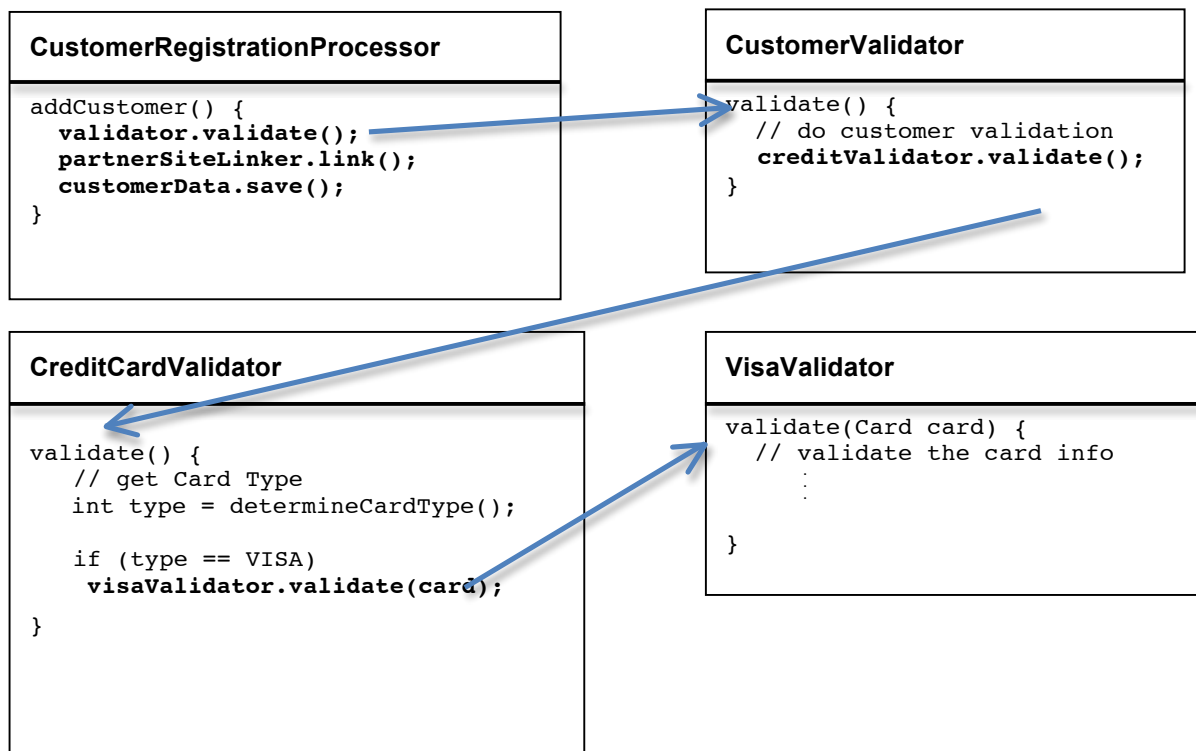 CustomerRegistrationProcessor
addCustomer() {
validator.validate();
partnerSiteLinker.link();
customerData.save();
}
CustomerValidator
validate() {
// do customer validation
creditValidator.validate();
}
CreditCardValidator
validate() {
// get Card Type
int type = determineCardType();
if (type == VISA)
visaValidator.validate(card);
}
VisaValidator
validate(Card card) {
// validate the card info
.
.
.
}